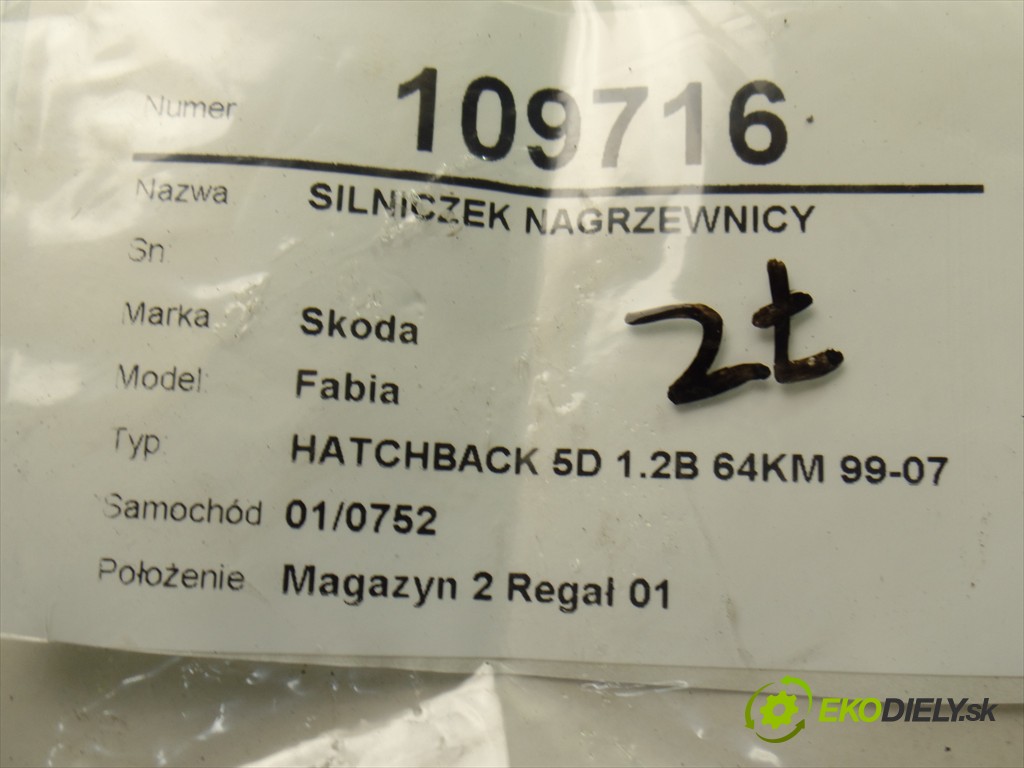 Numer: 109716
Nazwa SILNICZEK NAGRZEWNICY
Sn:
Marka Skoda
2t
Model: Fabia
Typ: HATCHBACK 5D 1.2B 64KM 99-07
Samochód 01/0752
Położenie Magazyn 2 Regał 01
EKODIELY.sk